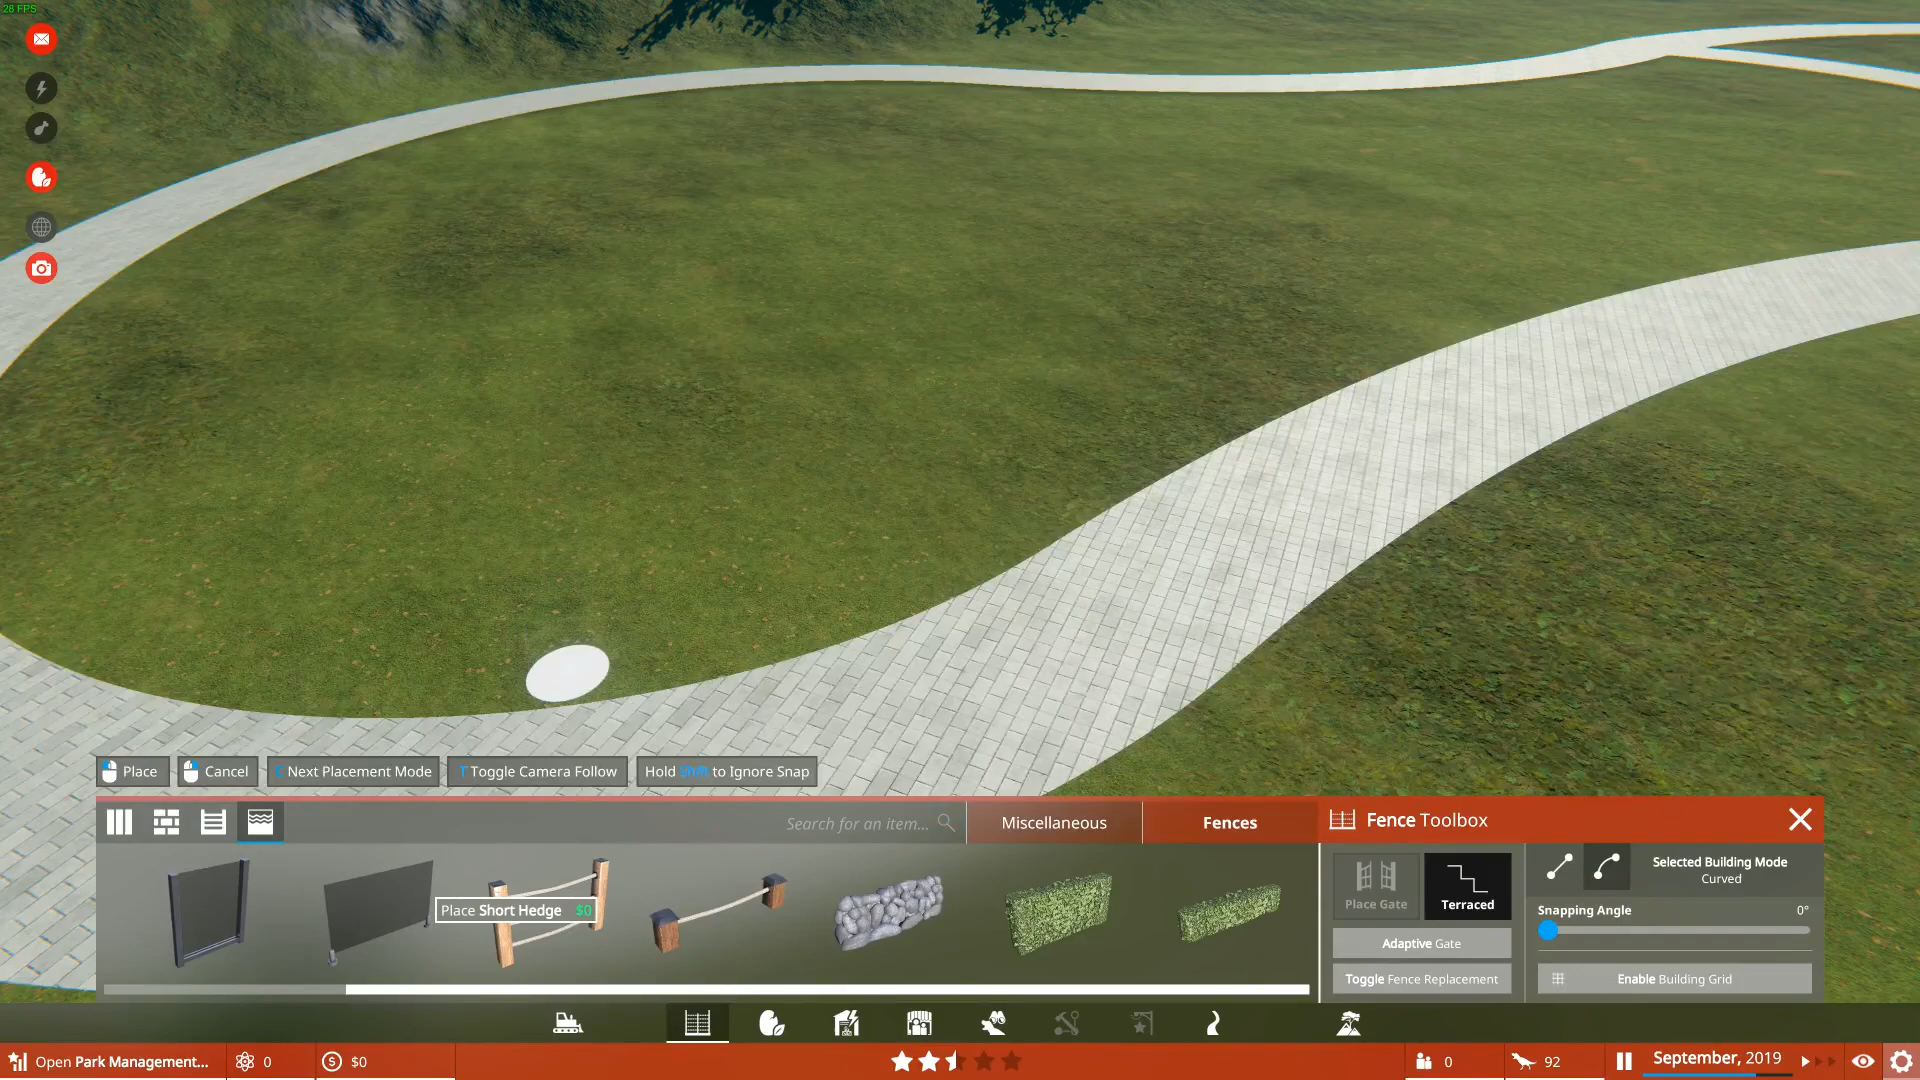 28 FPS
Place
Cancel
C Next Placement Mode
T Toggle Camera Follow
Hold Shift to Ignore Snap
Search for an item...
Miscellaneous
Fences
Fence Toolbox
Place Short Hedge $0
Place Gate
Terraced
Adaptive Gate
Toggle Fence Replacement
Selected Building Mode
Curved
Snapping Angle 0°
Enable Building Grid
Open Park Management...
0
$0
0
92
September, 2019